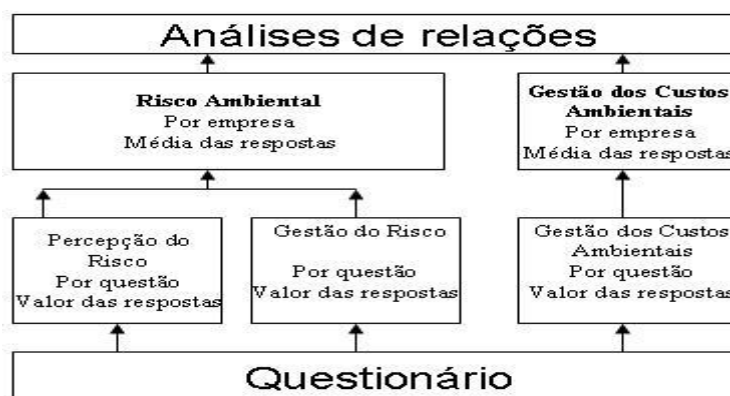 Análises de relações
Risco Ambiental
Por empresa
Média das respostas
Gestão dos Custos
Ambientais
Por empresa
Média das respostas
Percepção do
Risco
Por questão
Valor das respostas
Gestão do Risco
Por questão
Valor das respostas
Gestão dos Custos
Ambientais
Por questão
Valor das respostas
Questionário